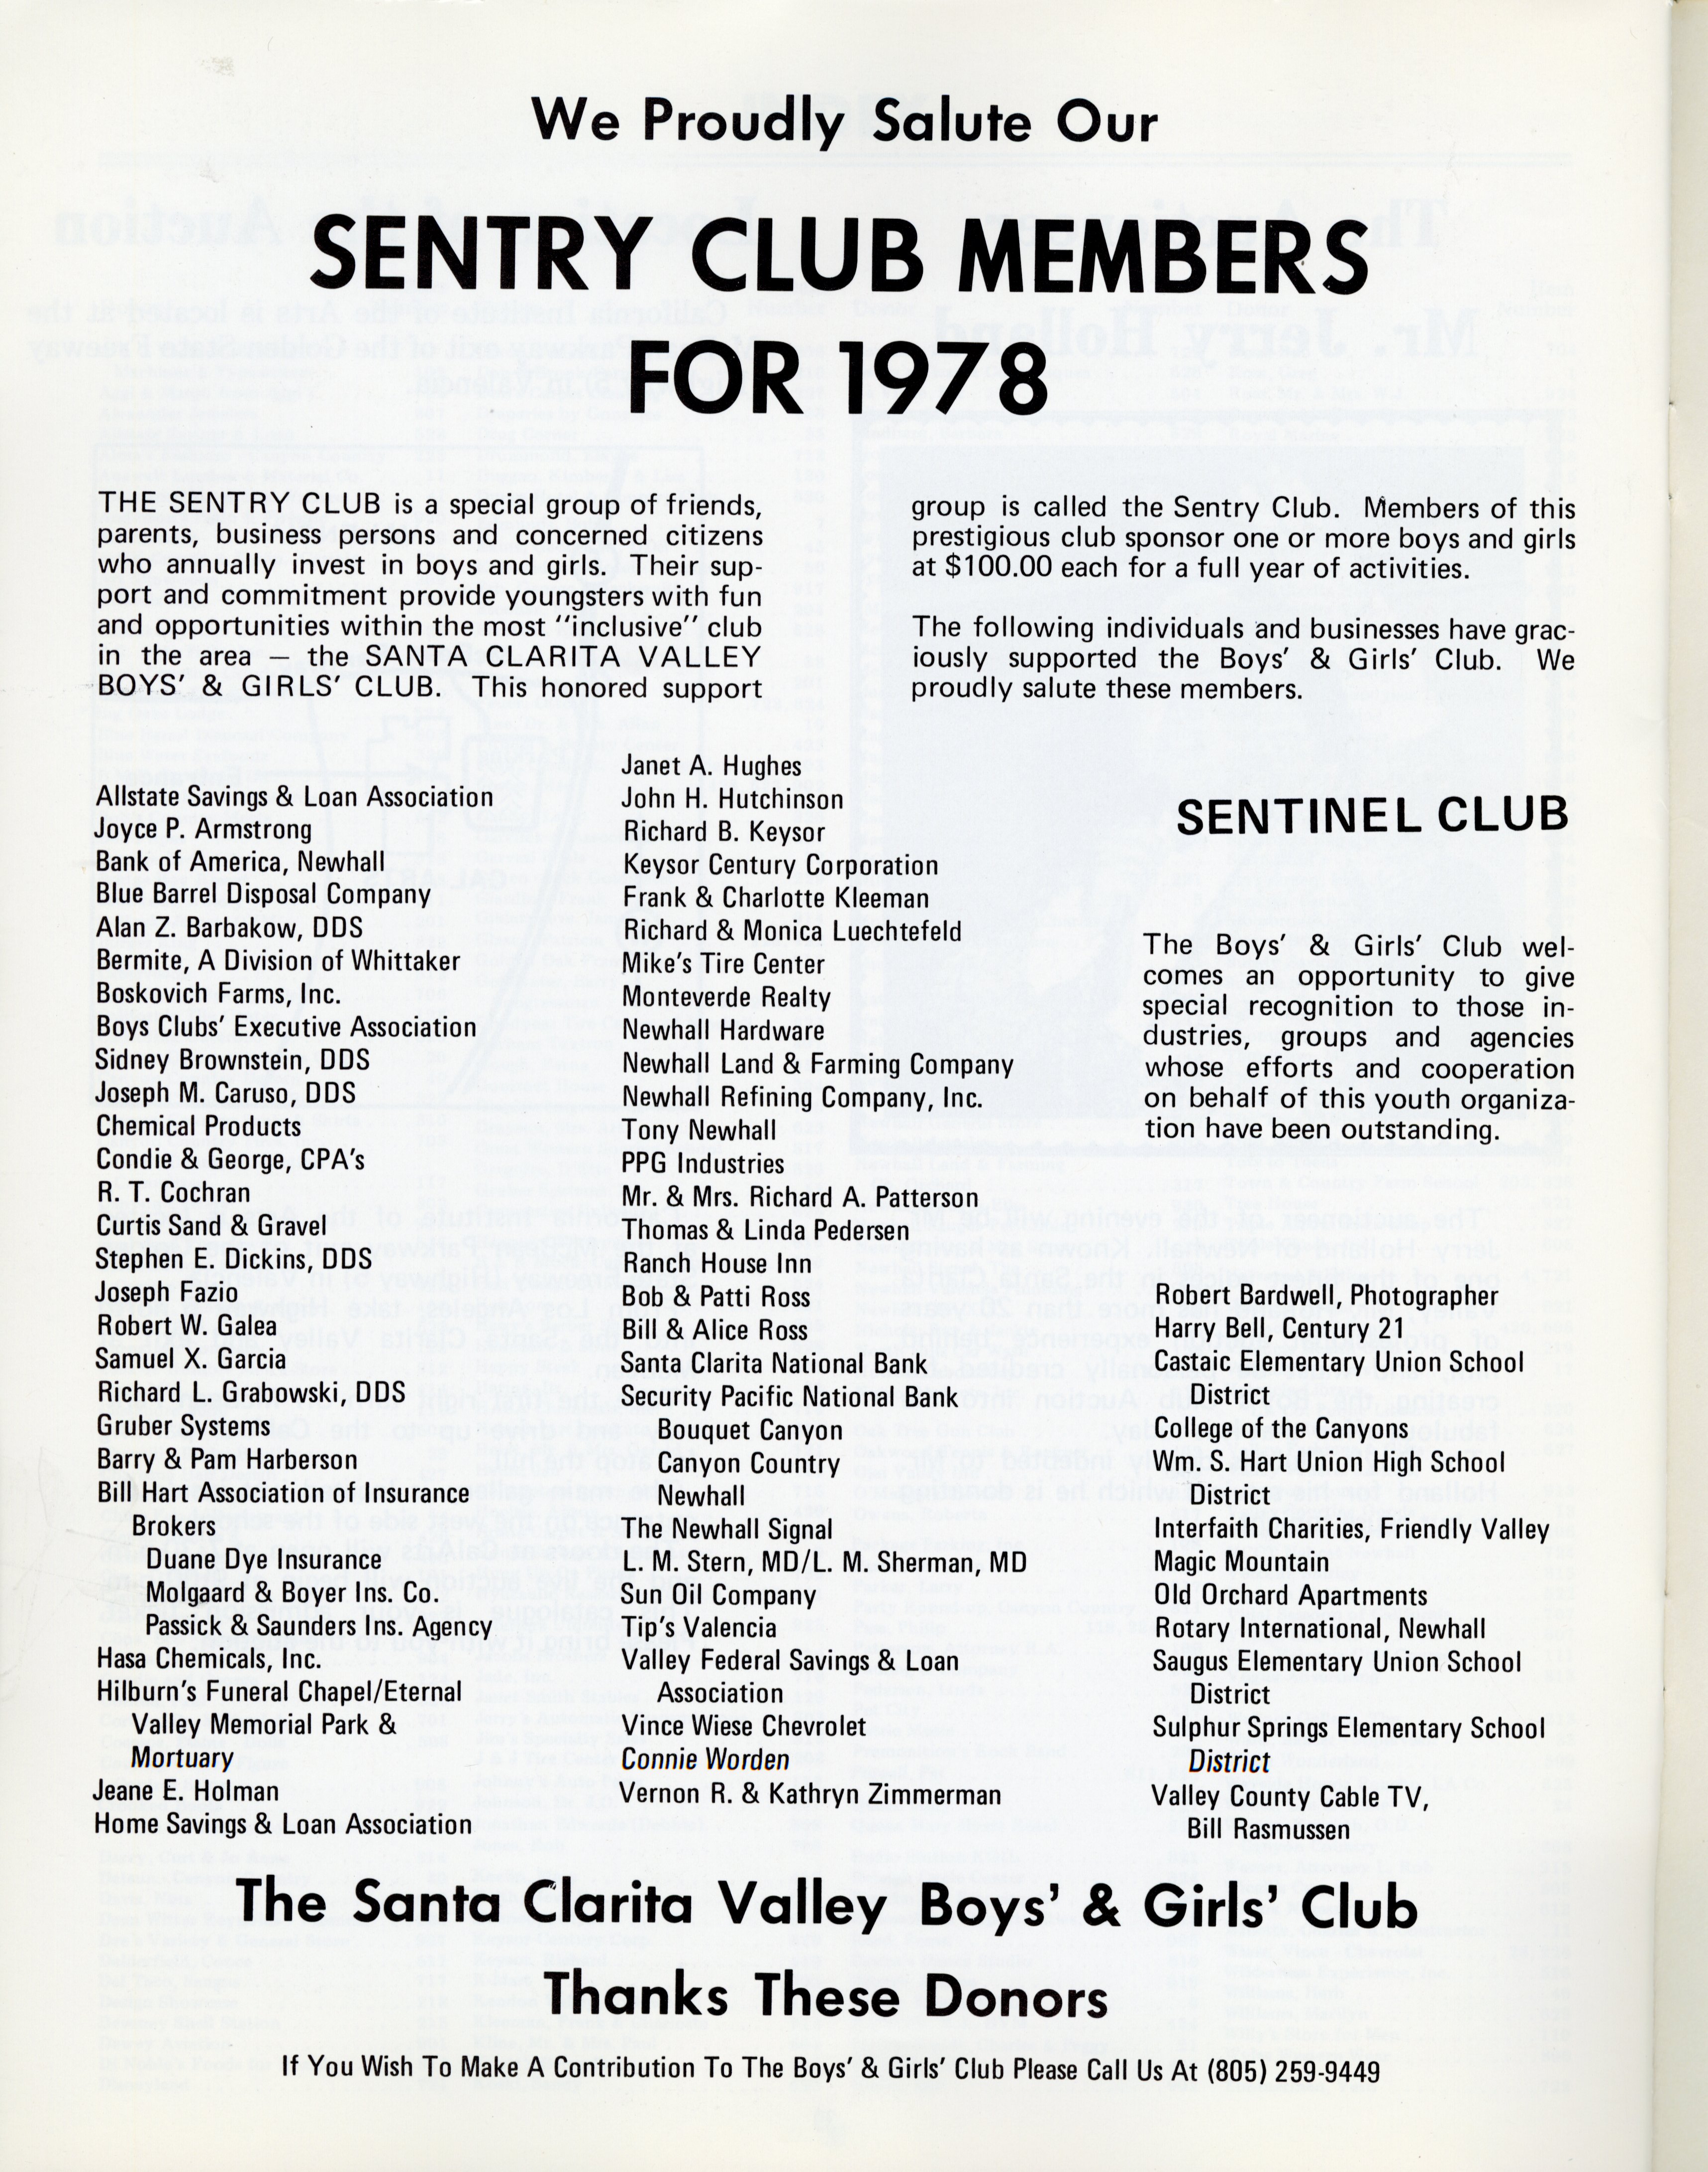 We Proudly Salute Our
SENTRY CLUB MEMBERS
FOR 1978
THE SENTRY CLUB is a special group of friends,
parents, business persons and concerned citizens
who annually invest in boys and girls. Their sup-
port and commitment provide youngsters with fun
and opportunities within the most "inclusive" club
in the area — the SANTA CLARITA VALLEY
BOYS' & GIRLS' CLUB. This honored support
group is called the Sentry Club. Members of this
prestigious club sponsor one or more boys and girls
at $100.00 each for a full year of activities.
The following individuals and businesses have grac-
iously supported the Boys' & Girls' Club. We
proudly salute these members.
Allstate Savings & Loan Association
Joyce P. Armstrong
Bank of America, Newhall
Blue Barrel Disposal Company
Alan Z. Barbakow, DDS
Bermite, A Division of Whittaker
Boskovich Farms, Inc.
Boys Clubs' Executive Association
Sidney Brownstein, DDS
Joseph M. Caruso, DDS
Chemical Products
Condie & George, CPA's
R. T. Cochran
Curtis Sand & Gravel
Stephen E. Dickins, DDS
Joseph Fazio
Robert W. Galea
Samuel X. Garcia
Richard L. Grabowski, DDS
Gruber Systems
Barry & Pam Harberson
Bill Hart Association of Insurance
Brokers
Duane Dye Insurance
Molgaard & Boyer Ins. Co.
Passick & Saunders Ins. Agency
Hasa Chemicals, Inc.
Hilburn's Funeral Chapel/Eternal
Valley Memorial Park &
Mortuary
Jeane E. Holman
Home Savings & Loan Association
Janet A. Hughes
John H. Hutchinson
Richard B. Keysor
Keysor Century Corporation
Frank & Charlotte Kleeman
Richard & Monica Luechtefeld
Mike's Tire Center
Monteverde Realty
Newhall Hardware
Newhall Land & Farming Company
Newhall Refining Company, Inc.
Tony Newhall
PPG Industries
Mr. & Mrs. Richard A. Patterson
Thomas & Linda Pedersen
Ranch House Inn
Bob & Patti Ross
Bill & Alice Ross
Santa Clarita National Bank
Security Pacific National Bank
Bouquet Canyon
Canyon Country
Newhall
The Newhall Signal
L. M. Stern, MD/L. M. Sherman, MD
Sun Oil Company
Tip's Valencia
Valley Federal Savings & Loan
Association
Vince Wiese Chevrolet
Connie Worden
Vernon R. & Kathryn Zimmerman
SENTINEL CLUB
The Boys' & Girls' Club wel-
comes an opportunity to give
special recognition to those in-
dustries, groups and agencies
whose efforts and cooperation
on behalf of this youth organiza-
tion have been outstanding.
Robert Bardwell, Photographer
Harry Bell, Century 21
Castaic Elementary Union School
District
College of the Canyons
Wm. S. Hart Union High School
District
Interfaith Charities, Friendly Valley
Magic Mountain
Old Orchard Apartments
Rotary International, Newhall
Saugus Elementary Union School
District
Sulphur Springs Elementary School
District
Valley County Cable TV,
Bill Rasmussen
The Santa Clarita Valley Boys' & Girls' Club
Thanks These Donors
If You Wish To Make A Contribution To The Boys' & Girls' Club Please Call Us At (805) 259-9449